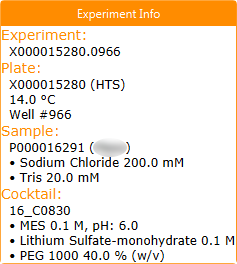 Experiment Info
Experiment:
X000015280.0966
Plate:
X000015280 (HTS)
14.0 °C
Well #966
Sample:
P000016291 ( )
• Sodium Chloride 200.0 mM
• Tris 20.0 mM
Cocktail:
16_C0830
• MES 0.1 M, pH: 6.0
• Lithium Sulfate-monohydrate 0.1 M
• PEG 1000 40.0 % (w/v)